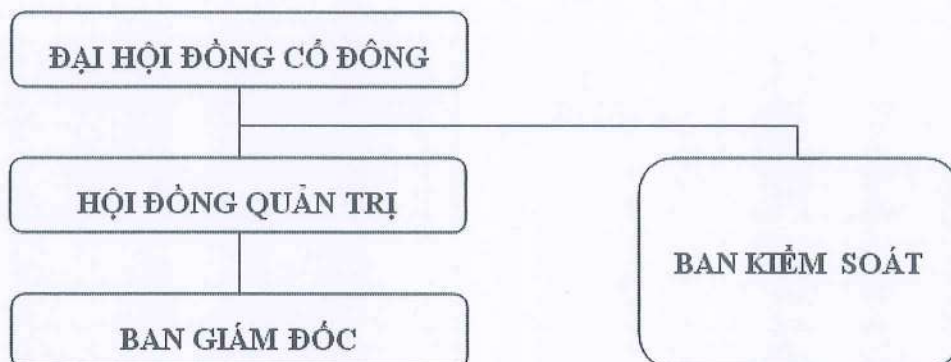 ĐẠI HỘI ĐỒNG CỔ ĐÔNG
HỘI ĐỒNG QUẢN TRỊ
BAN KIỂM SOÁT
BAN GIÁM ĐỐC